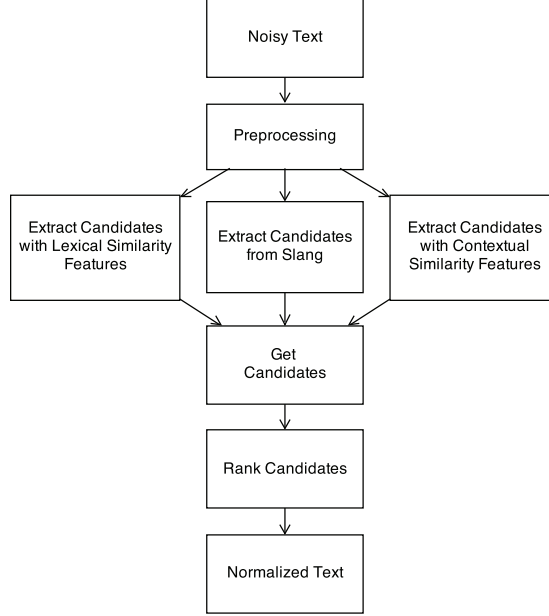 Noisy Text
Preprocessing
Extract Candidates
with Lexical Similarity
Features
Extract Candidates
from Slang
Extract Candidates
with Contextual
Similarity Features
Get
Candidates
Rank Candidates
Normalized Text